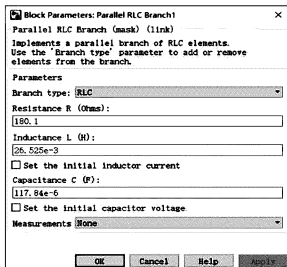 Block Parameters: Parallel RLC Branch1
Parallel RLC Branch (mask) (link)
Implements a parallel branch of RLC elements.
Use the 'Branch type' parameter to add or remove
elements from the branch.
Parameters
Branch type: RLC
Resistance R (Ohms):
180.1
Inductance L (H):
26.525e-3
Set the initial inductor current
Capacitance C (F):
117.84e-6
Set the initial capacitor voltage
Measurements None
OK Cancel Help Apply